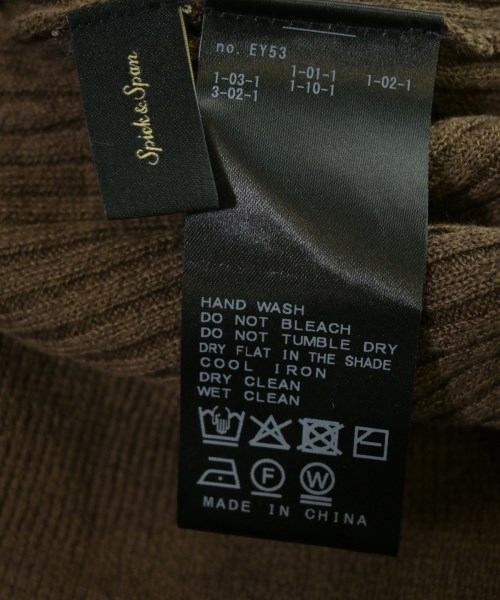 Spick & Span
no. EY53
1-03-1 1-01-1 1-02-1
3-02-1 1-10-1
HAND WASH
DO NOT BLEACH
DO NOT TUMBLE DRY
DRY FLAT IN THE SHADE
COOL IRON
DRY CLEAN
WET CLEAN
F W
MADE IN CHINA